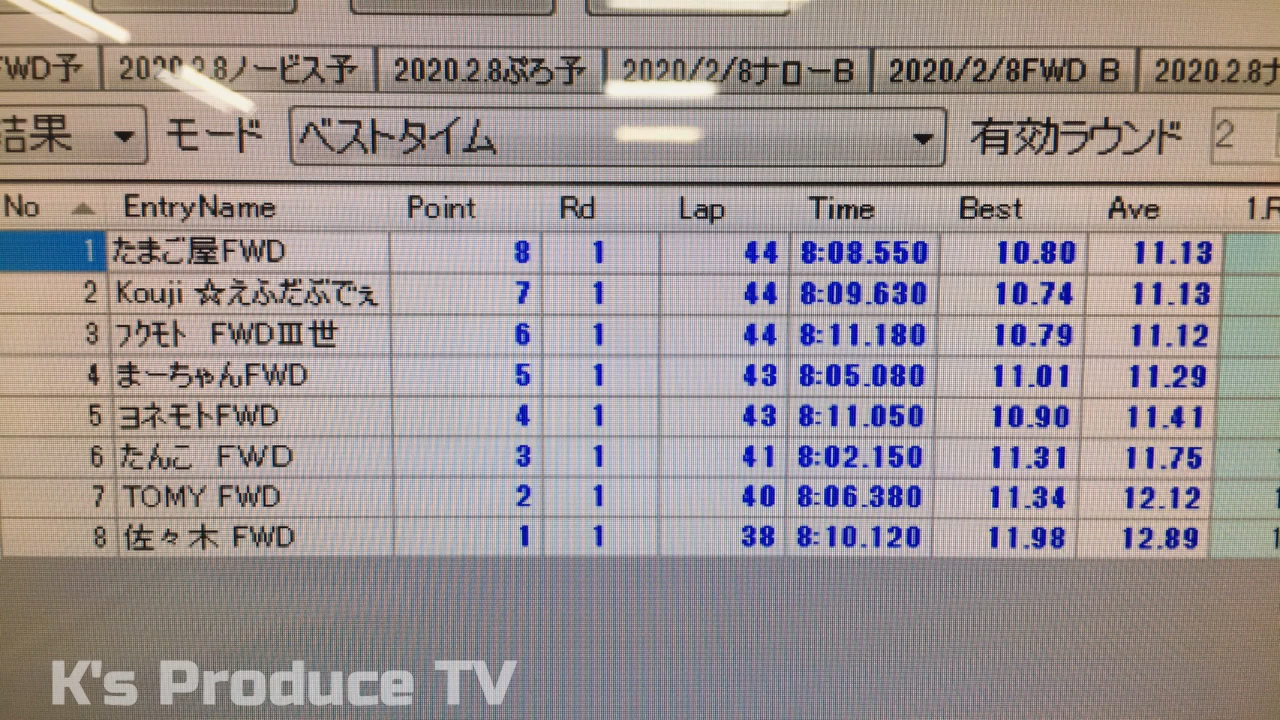 FWD予 2020.2.8ノービス予 2020.2.8ぷろ予 2020/2/8ナローB 2020/2/8FWD B 2020.2.8ナ
結果 モード ベストタイム 有効ラウンド 2
No EntryName Point Rd Lap Time Best Ave 1.R
1 たまご屋FWD 8 1 44 8:08.550 10.80 11.13
2 Kouji ☆えふだぶでぇ 7 1 44 8:09.630 10.74 11.13
3 フクモト FWDⅢ世 6 1 44 8:11.180 10.79 11.12
4 まーちゃんFWD 5 1 43 8:05.080 11.01 11.29
5 ヨネモトFWD 4 1 43 8:11.050 10.90 11.41
6 たんこ FWD 3 1 41 8:02.150 11.31 11.75
7 TOMY FWD 2 1 40 8:06.380 11.34 12.12
8 佐々木 FWD 1 1 38 8:10.120 11.98 12.89
K's Produce TV